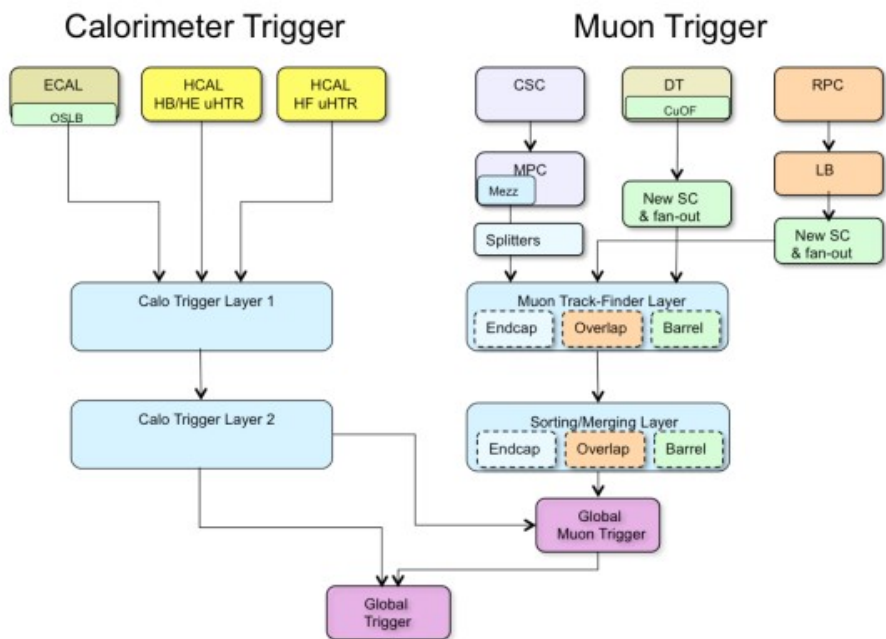 Calorimeter Trigger
Muon Trigger
ECAL
OSLB
HCAL
HB/HE uHTR
HCAL
HF uHTR
CSC
DT
CuOF
RPC
MPC
Mezz
LB
New SC
& fan-out
Splitters
New SC
& fan-out
Calo Trigger Layer 1
Muon Track-Finder Layer
Endcap
Overlap
Barrel
Calo Trigger Layer 2
Sorting/Merging Layer
Endcap
Overlap
Barrel
Global
Muon Trigger
Global
Trigger